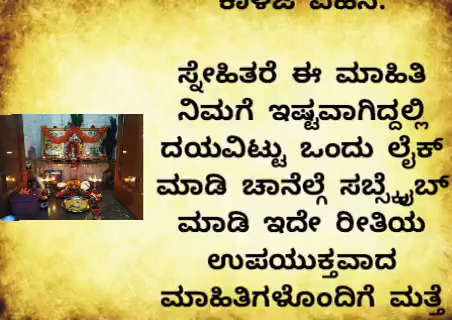 ಸ್ನೇಹಿತರೆ ಈ ಮಾಹಿತಿ
ನಿಮಗೆ ಇಷ್ಟವಾಗಿದ್ದಲ್ಲಿ
ದಯವಿಟ್ಟು ಒಂದು ಲೈಕ್
ಮಾಡಿ ಚಾನೆಲ್ಗೆ ಸಬ್ಸ್ಕ್ರೈಬ್
ಮಾಡಿ ಇದೇ ರೀತಿಯ
ಉಪಯುಕ್ತವಾದ
ಮಾಹಿತಿಗಳೊಂದಿಗೆ ಮತ್ತೆ